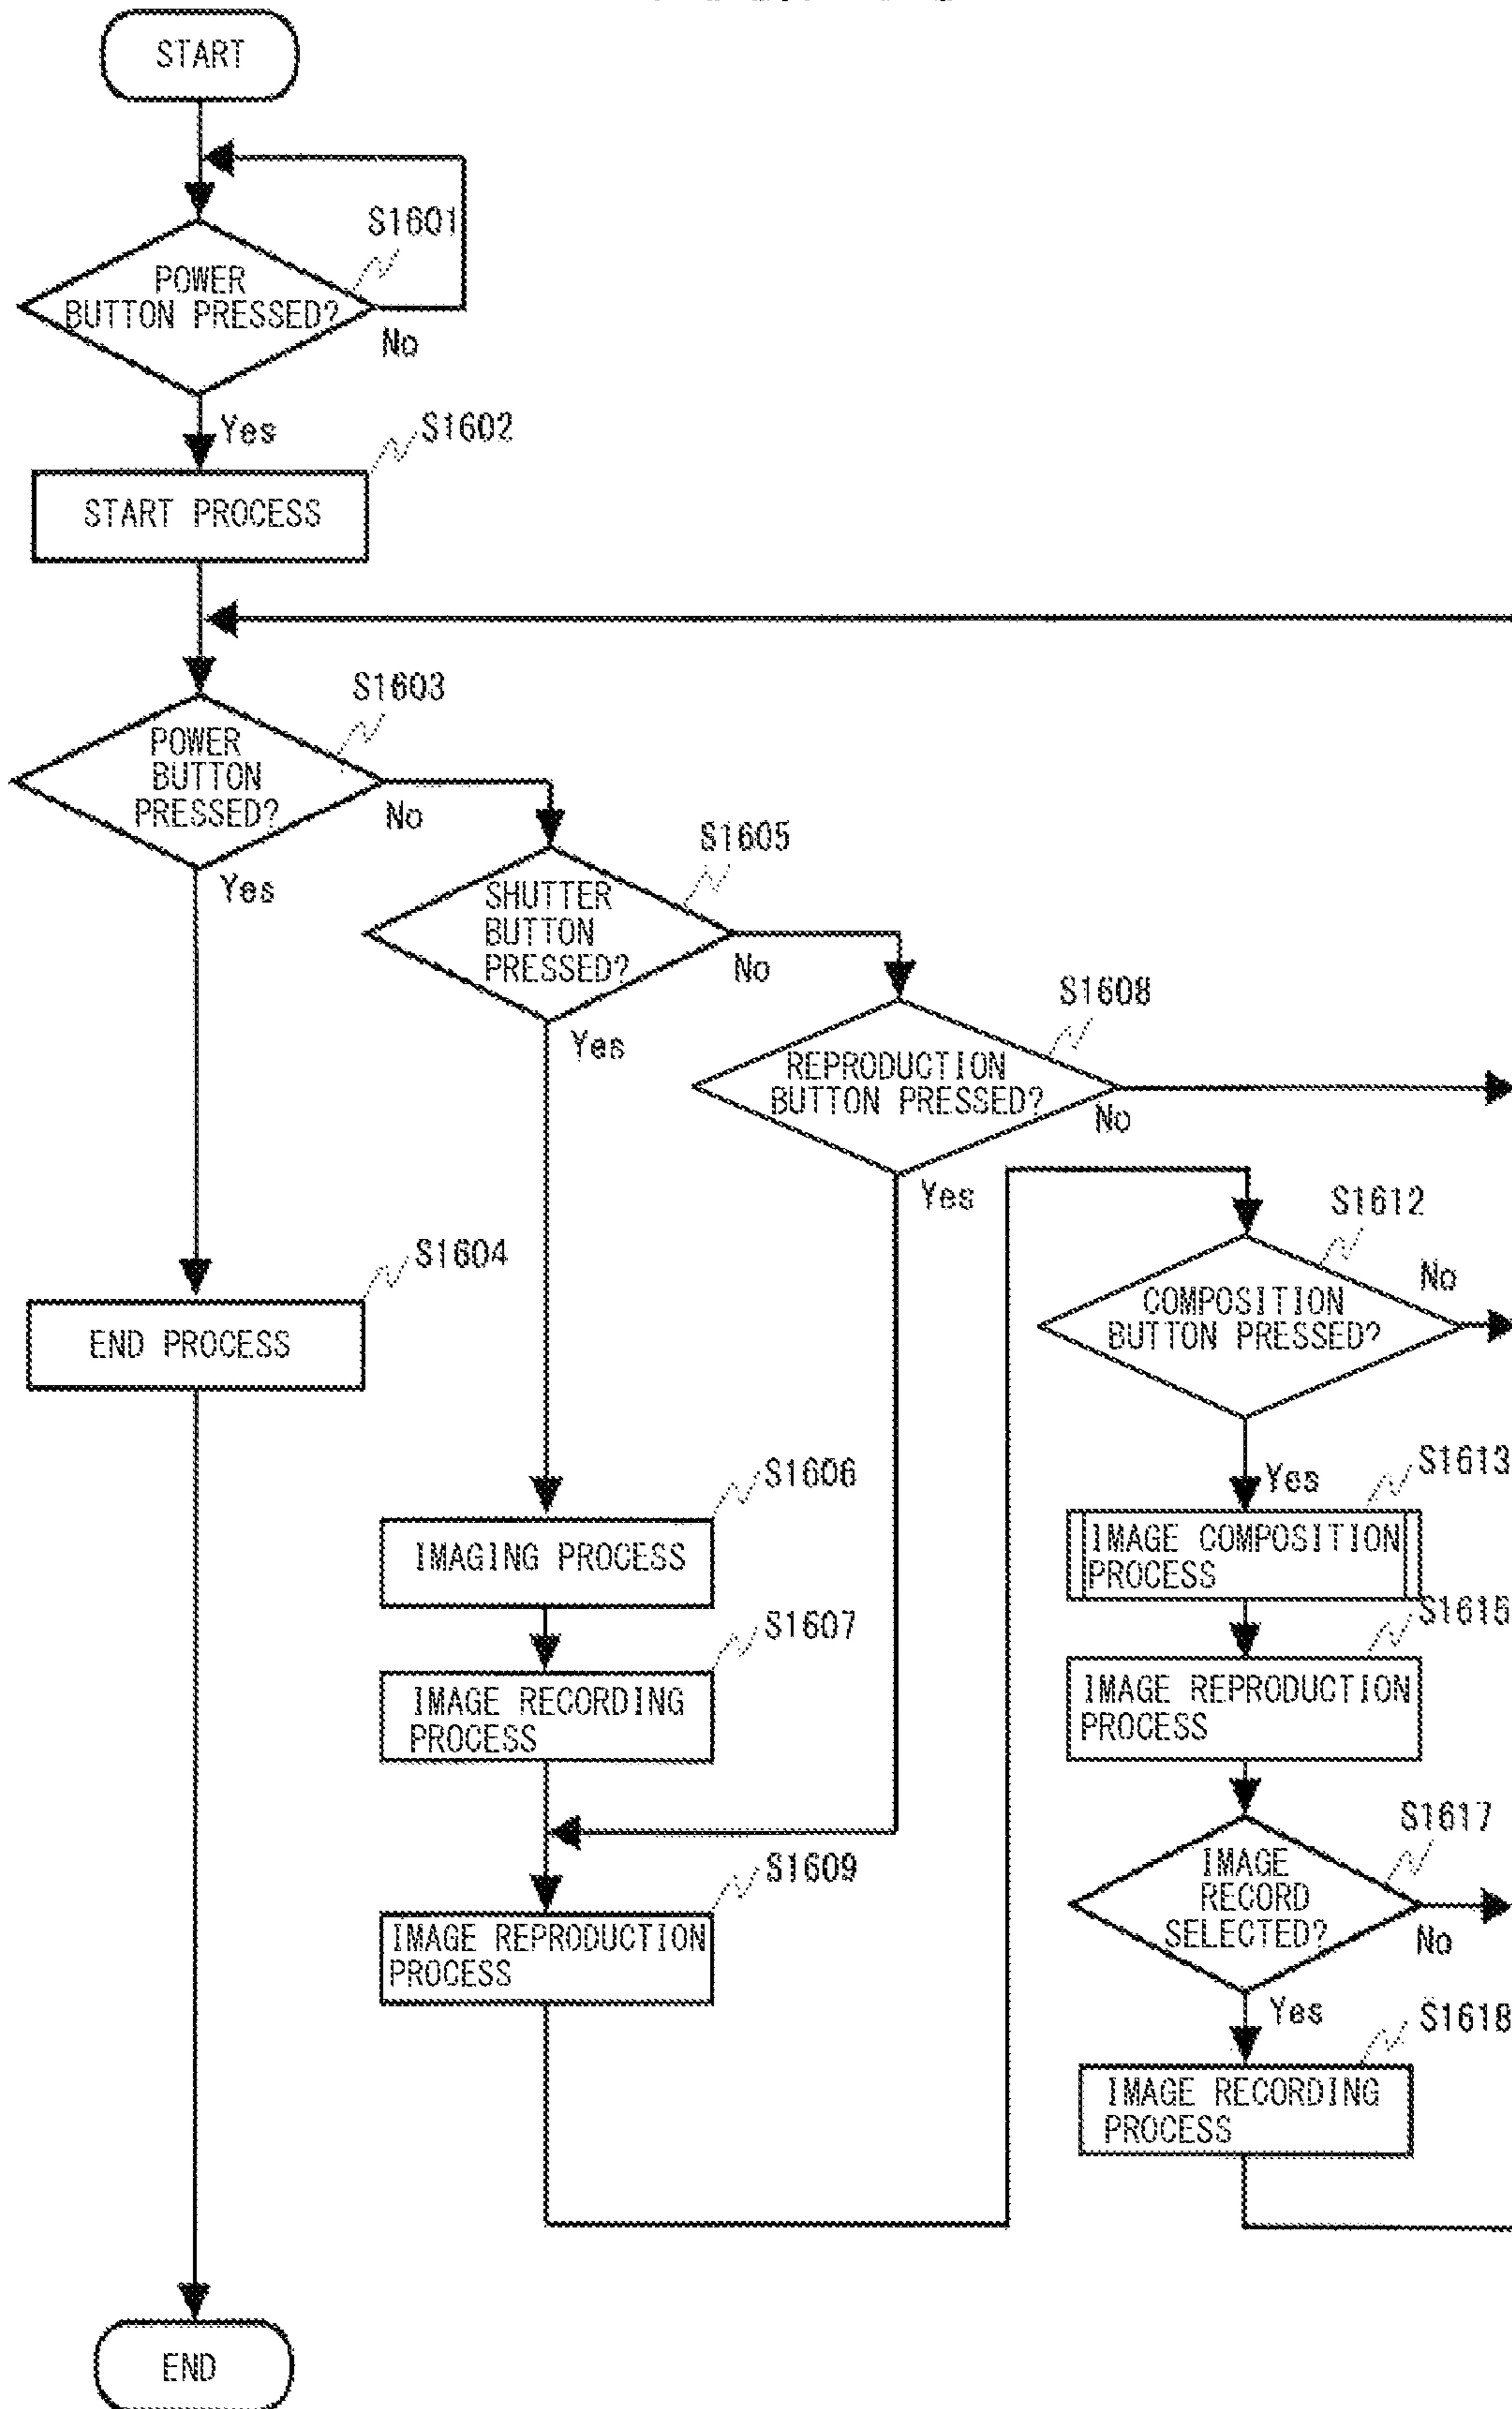 START
S1601
POWER
BUTTON PRESSED?
No
Yes
S1602
START PROCESS
S1603
POWER
BUTTON
PRESSED?
No
Yes
S1605
SHUTTER
BUTTON
PRESSED?
No
Yes
S1608
REPRODUCTION
BUTTON PRESSED?
No
Yes
S1604
END PROCESS
S1612
COMPOSITION
BUTTON PRESSED?
No
Yes
S1606
IMAGING PROCESS
S1607
IMAGE RECORDING
PROCESS
S1609
IMAGE REPRODUCTION
PROCESS
S1613
IMAGE COMPOSITION
PROCESS
S1615
IMAGE REPRODUCTION
PROCESS
S1617
IMAGE
RECORD
SELECTED?
No
Yes
S1618
IMAGE RECORDING
PROCESS
END